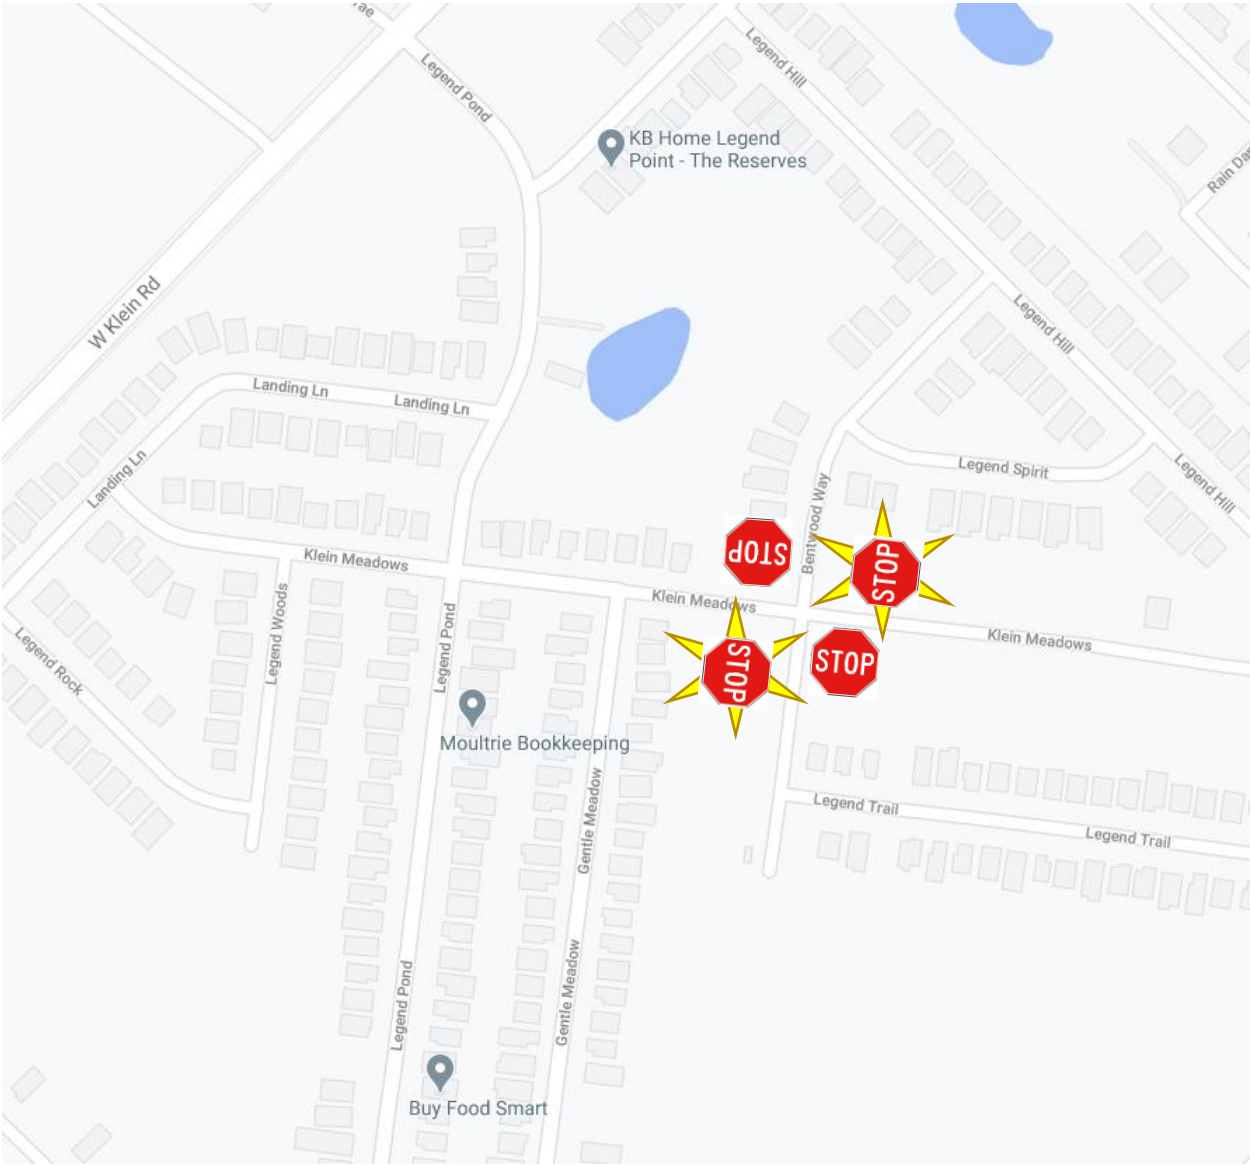 Legend Pond
Legend Hill
KB Home Legend
Point - The Reserves
Rain Da
W Klein Rd
Legend Hill
Landing Ln
Landing Ln
Landing Ln
Legend Spirit
Legend Hill
Bentwood Way
STOP
STOP
Klein Meadows
Klein Meadows
Klein Meadows
Legend Woods
Legend Pond
Legend Rock
STOP
STOP
Moultrie Bookkeeping
Gentle Meadow
Legend Trail
Legend Trail
Legend Pond
Gentle Meadow
Buy Food Smart